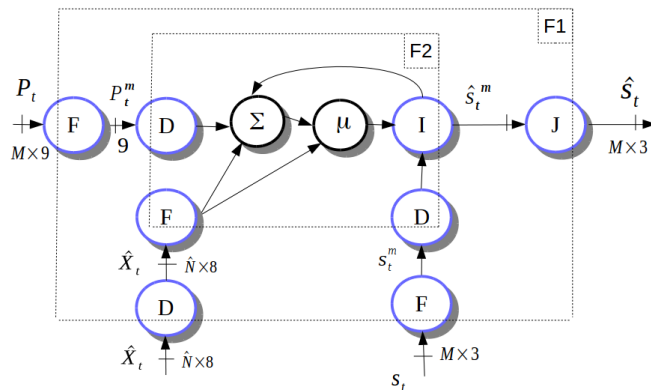 F1
F2
P_t
P_t^m
ŝ_t^m
ŝ_t
F
D
Σ
μ
I
J
M×9
9
M×3
F
D
X̂_t
N̂×8
s_t^m
D
F
X̂_t
N̂×8
M×3
s_t